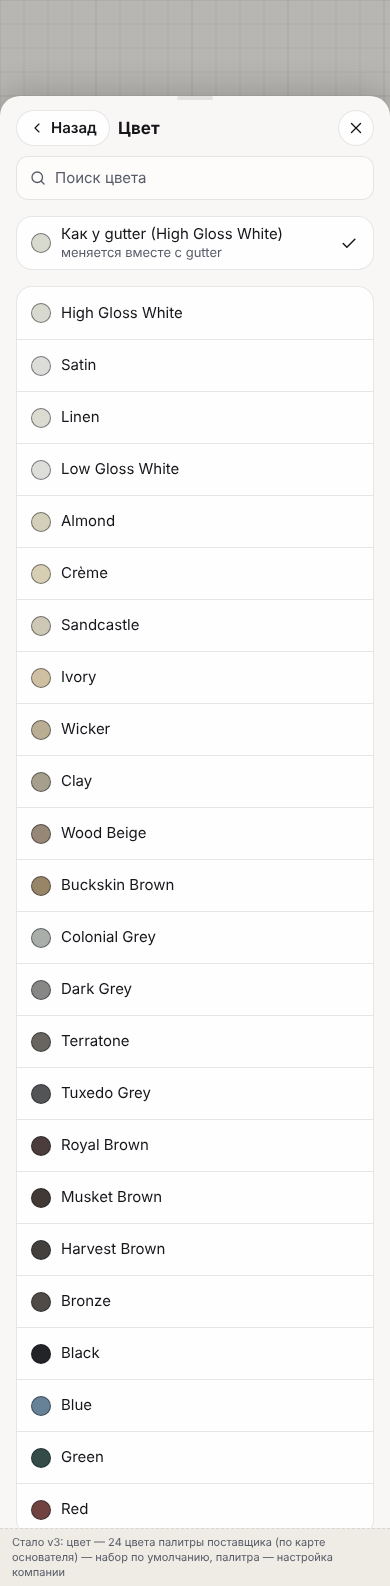 Назад
Цвет
Поиск цвета
Как у gutter (High Gloss White)
меняется вместе с gutter
High Gloss White
Satin
Linen
Low Gloss White
Almond
Crème
Sandcastle
Ivory
Wicker
Clay
Wood Beige
Buckskin Brown
Colonial Grey
Dark Grey
Terratone
Tuxedo Grey
Royal Brown
Musket Brown
Harvest Brown
Bronze
Black
Blue
Green
Red
Стало v3: цвет — 24 цвета палитры поставщика (по карте
основателя) — набор по умолчанию, палитра — настройка
компании